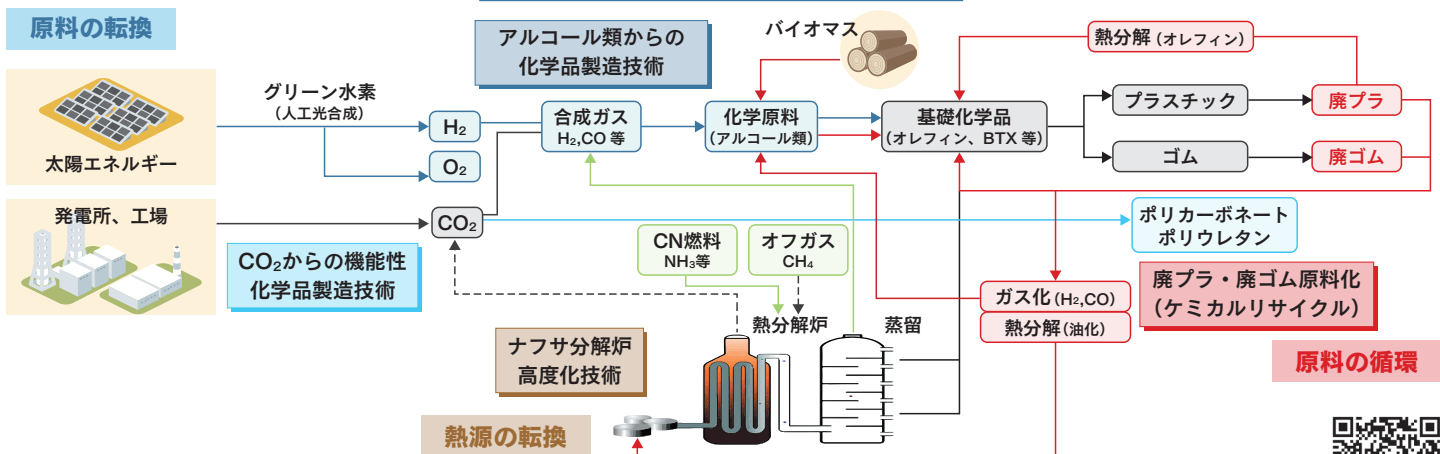 原料の転換
アルコール類からの
化学品製造技術
バイオマス
熱分解（オレフィン）
太陽エネルギー
グリーン水素
（人工光合成）
H₂
O₂
合成ガス
H₂,CO 等
化学原料
（アルコール類）
基礎化学品
（オレフィン、BTX 等）
プラスチック
廃プラ
ゴム
廃ゴム
発電所、工場
CO₂
CO₂からの機能性
化学品製造技術
ポリカーボネート
ポリウレタン
CN燃料
NH₃等
オフガス
CH₄
廃プラ・廃ゴム原料化
（ケミカルリサイクル）
ガス化（H₂,CO）
熱分解（油化）
熱分解炉
蒸留
ナフサ分解炉
高度化技術
原料の循環
熱源の転換